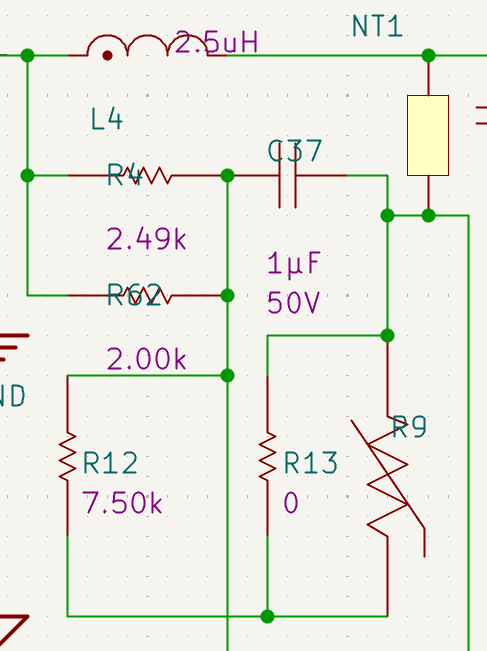 NT1
2.5uH
L4
C37
R4
2.49k
1µF
50V
R62
2.00k
ND
R9
R12
7.50k
R13
0